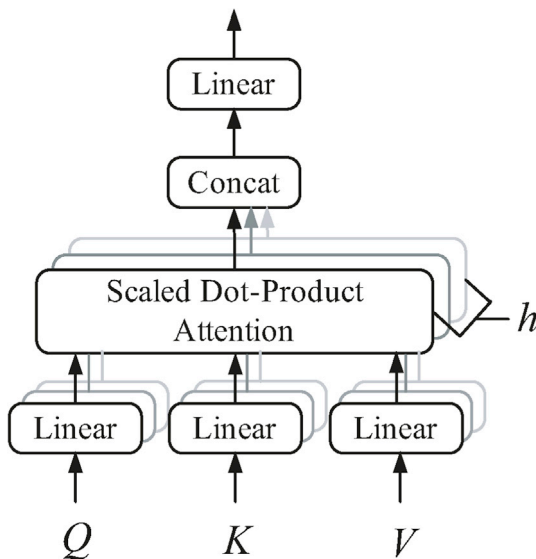 Linear
Concat
Scaled Dot-Product
Attention
h
Linear Linear Linear
Q K V